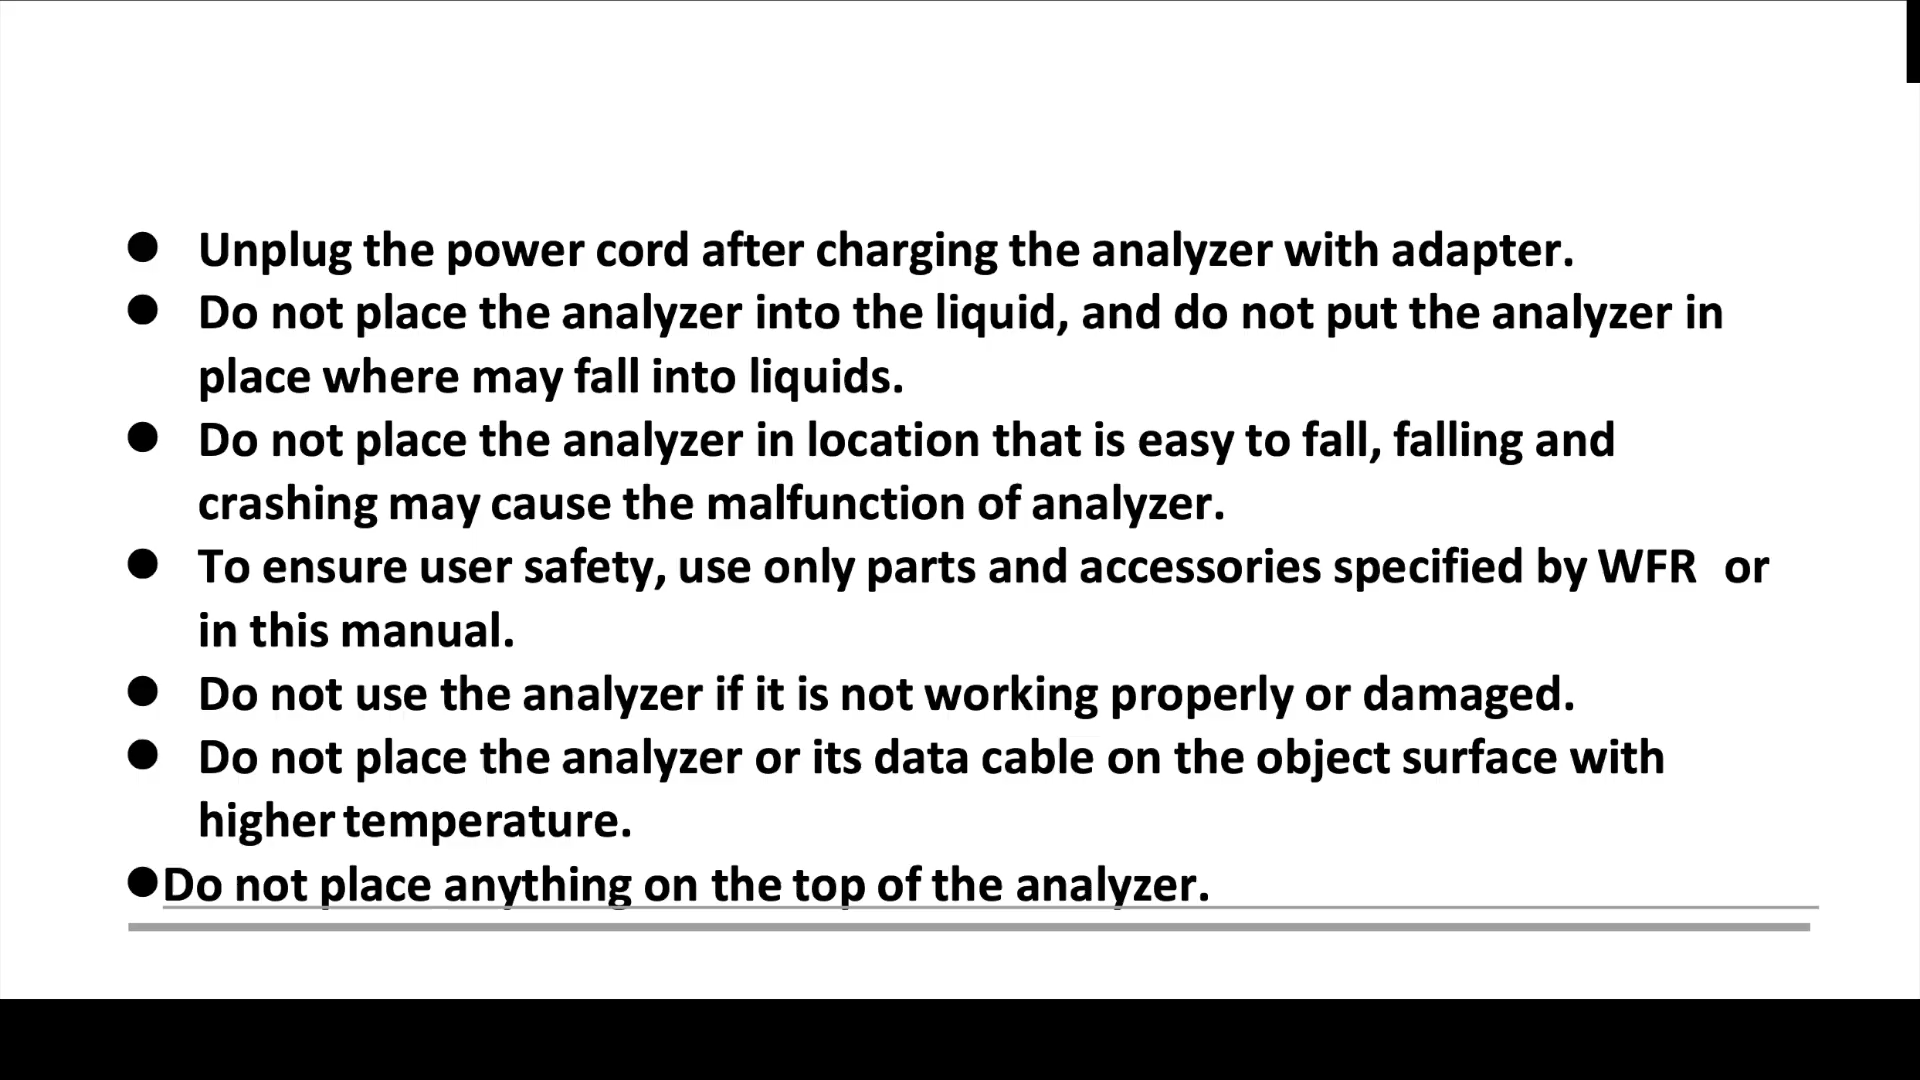 ● Unplug the power cord after charging the analyzer with adapter.
● Do not place the analyzer into the liquid, and do not put the analyzer in
place where may fall into liquids.
● Do not place the analyzer in location that is easy to fall, falling and
crashing may cause the malfunction of analyzer.
● To ensure user safety, use only parts and accessories specified by WFR or
in this manual.
● Do not use the analyzer if it is not working properly or damaged.
● Do not place the analyzer or its data cable on the object surface with
higher temperature.
●Do not place anything on the top of the analyzer.